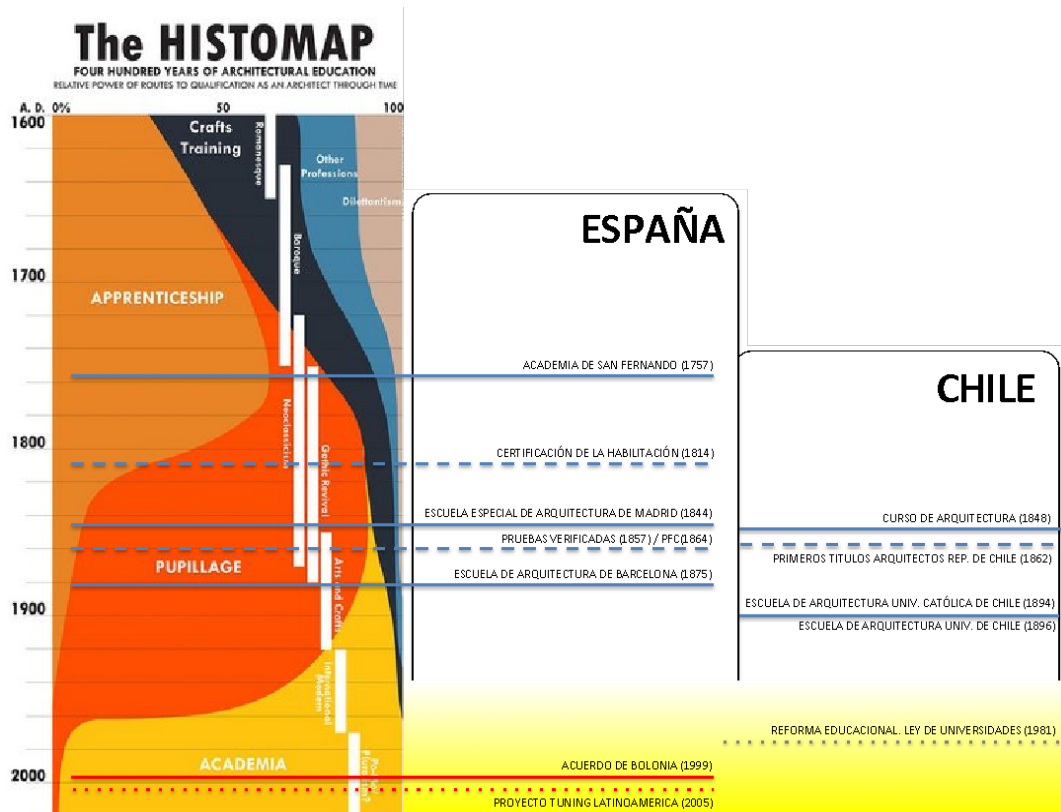 The HISTOMAP
FOUR HUNDRED YEARS OF ARCHITECTURAL EDUCATION
RELATIVE POWER OF ROUTES TO QUALIFICATION AS AN ARCHITECT THROUGH TIME
A. D. 0% 50 100
1600
Crafts
Training
Romanesque
Other
Professions
Dilettantism
ESPAÑA
Baroque
1700
APPRENTICESHIP
ACADEMIA DE SAN FERNANDO (1757)
CHILE
Neoclassicism
1800
Gothic Revival
CERTIFICACIÓN DE LA HABILITACIÓN (1814)
ESCUELA ESPECIAL DE ARQUITECTURA DE MADRID (1844)
CURSO DE ARQUITECTURA (1848)
PRUEBAS VERIFICADAS (1857) / PFC(1864)
PRIMEROS TITULOS ARQUITECTOS REP. DE CHILE (1862)
PUPILLAGE
ESCUELA DE ARQUITECTURA DE BARCELONA (1875)
Arts and Crafts
1900
ESCUELA DE ARQUITECTURA UNIV. CATÓLICA DE CHILE (1894)
ESCUELA DE ARQUITECTURA UNIV. DE CHILE (1896)
International
Modern
REFORMA EDUCACIONAL. LEY DE UNIVERSIDADES (1981)
ACADEMIA
2000
ACUERDO DE BOLONIA (1999)
PROYECTO TUNING LATINOAMERICA (2005)